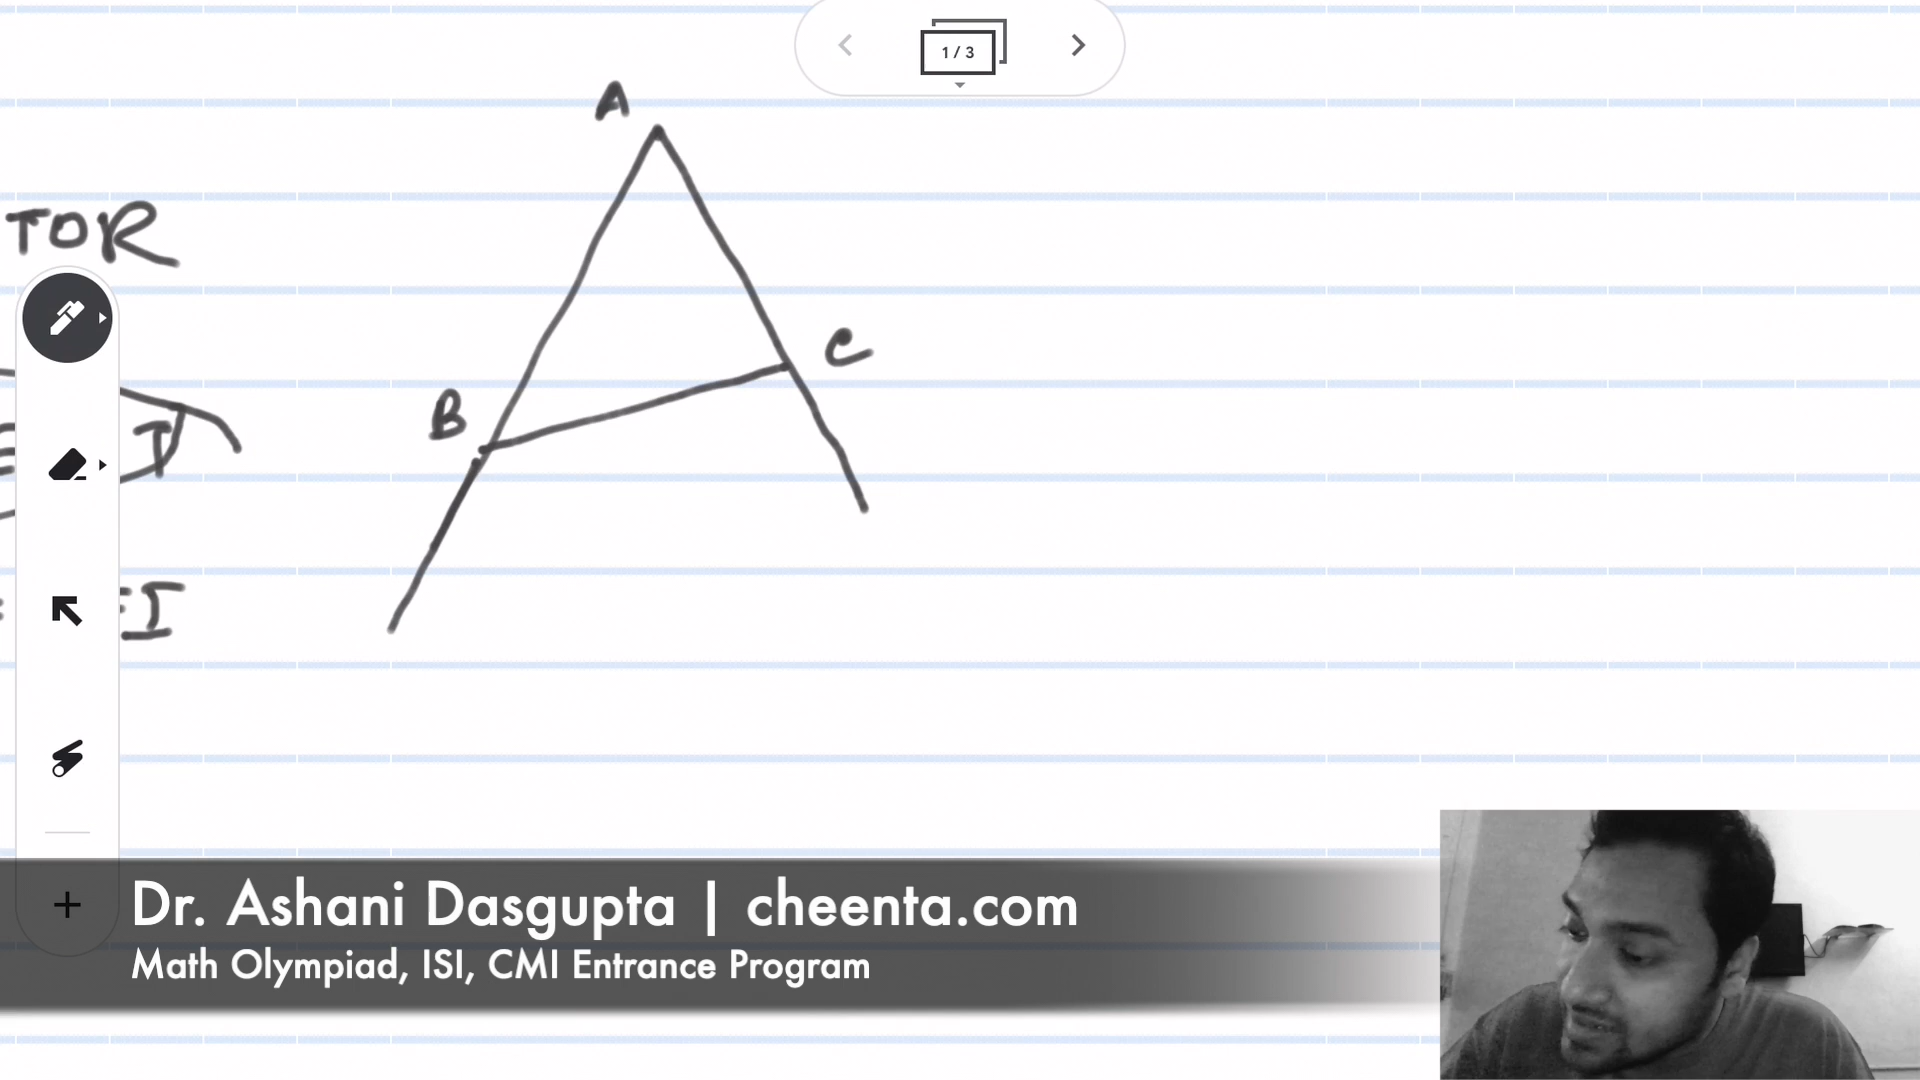 1 / 3
A
TOR
C
B
I
Dr. Ashani Dasgupta | cheenta.com
Math Olympiad, ISI, CMI Entrance Program